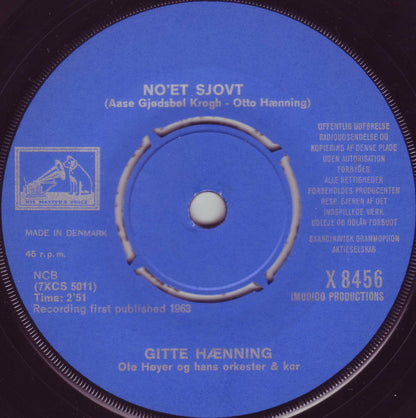 NO'ET SJOVT
(Aase Gjødsbøl Krogh - Otto Hænning)
HIS MASTER'S VOICE
MADE IN DENMARK
45 r.p.m.
NCB
(7XCS 5011)
Time: 2'51
Recording first published 1963
OFFENTLIG UDFØRELSE
RADIOUDSENDELSE OG
KOPIERING AF DENNE PLADE
UDEN AUTORISATION
FORBYDES
ALLE RETTIGHEDER
FORBEHOLDES PRODUCENTEN
RESP. EJEREN AF DET
INDSPILLEDE VÆRK.
UDLEJE OG UDLÅN FORBUDT
SKANDINAVISK GRAMMOPHON
AKTIESELSKAB
X 8456
IMUDICO PRODUCTIONS
GITTE HÆNNING
Ole Høyer og hans orkester & kor